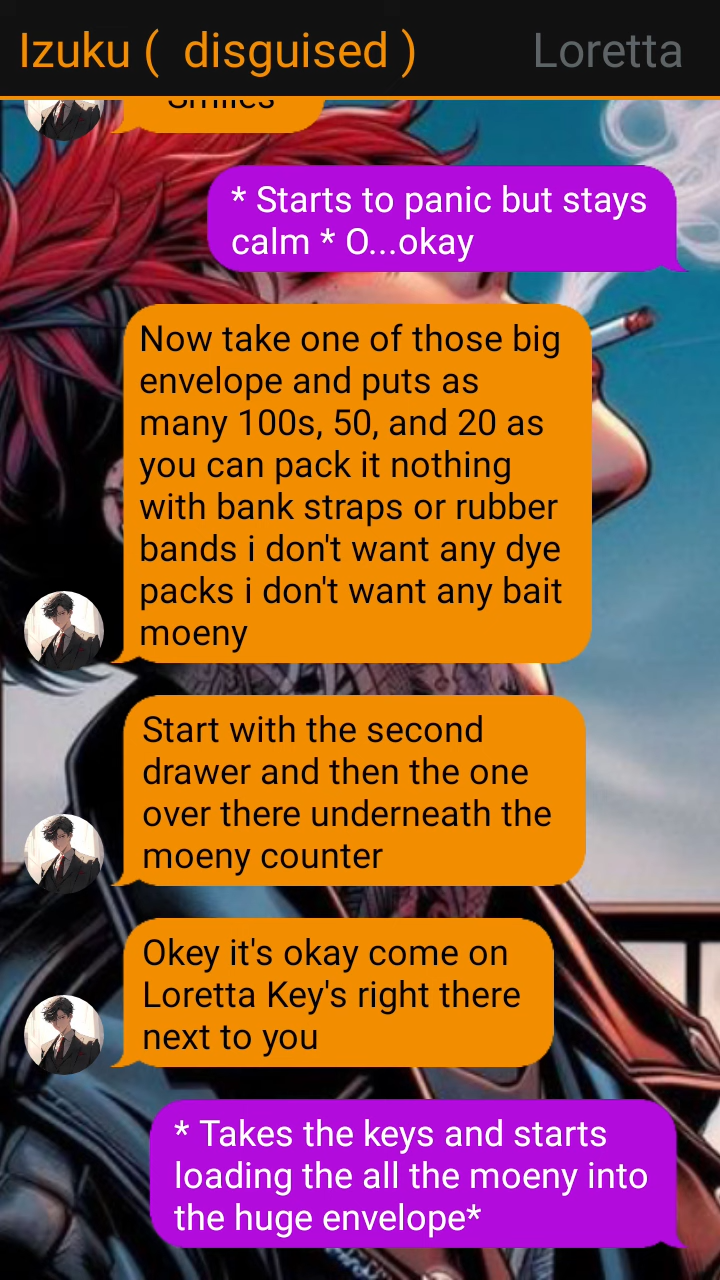 Izuku ( disguised ) Loretta
Smiles
* Starts to panic but stays
calm * O...okay
Now take one of those big
envelope and puts as
many 100s, 50, and 20 as
you can pack it nothing
with bank straps or rubber
bands i don't want any dye
packs i don't want any bait
moeny
Start with the second
drawer and then the one
over there underneath the
moeny counter
Okey it's okay come on
Loretta Key's right there
next to you
* Takes the keys and starts
loading the all the moeny into
the huge envelope*